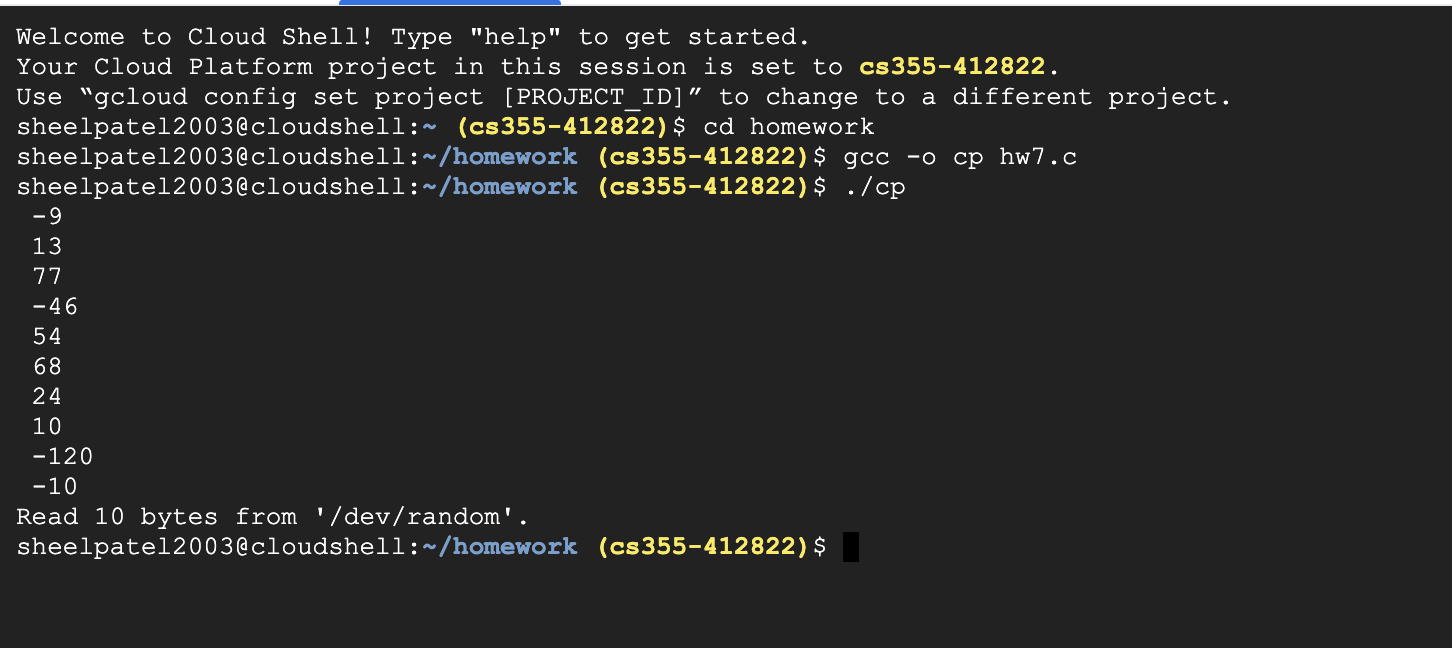 Welcome to Cloud Shell! Type "help" to get started.
Your Cloud Platform project in this session is set to cs355-412822.
Use “gcloud config set project [PROJECT_ID]” to change to a different project.
sheelpatel2003@cloudshell:~ (cs355-412822)$ cd homework
sheelpatel2003@cloudshell:~/homework (cs355-412822)$ gcc -o cp hw7.c
sheelpatel2003@cloudshell:~/homework (cs355-412822)$ ./cp
-9
13
77
-46
54
68
24
10
-120
-10
Read 10 bytes from '/dev/random'.
sheelpatel2003@cloudshell:~/homework (cs355-412822)$